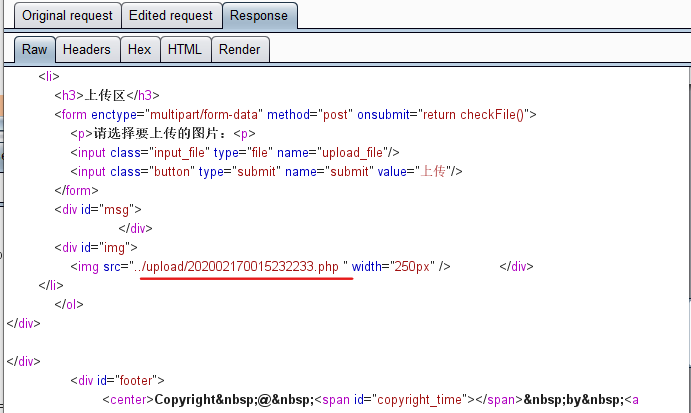 Original request Edited request Response
Raw Headers Hex HTML Render
<li>
<h3>上传区</h3>
<form enctype="multipart/form-data" method="post" onsubmit="return checkFile()">
<p>请选择要上传的图片：<p>
<input class="input_file" type="file" name="upload_file"/>
<input class="button" type="submit" name="submit" value="上传"/>
</form>
<div id="msg">
</div>
<div id="img">
<img src="../upload/202002170015232233.php " width="250px" /> </div>
</li>
</ol>
</div>
</div>
<div id="footer">
<center>Copyright&nbsp;@&nbsp;<span id="copyright_time"></span>&nbsp;by&nbsp;<a